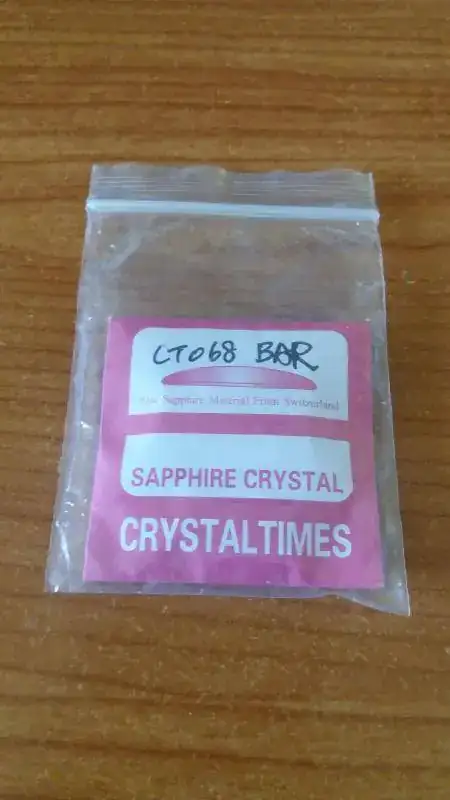 CT068 BAR
Raw Sapphire Material From Switzerland
SAPPHIRE CRYSTAL
CRYSTALTIMES